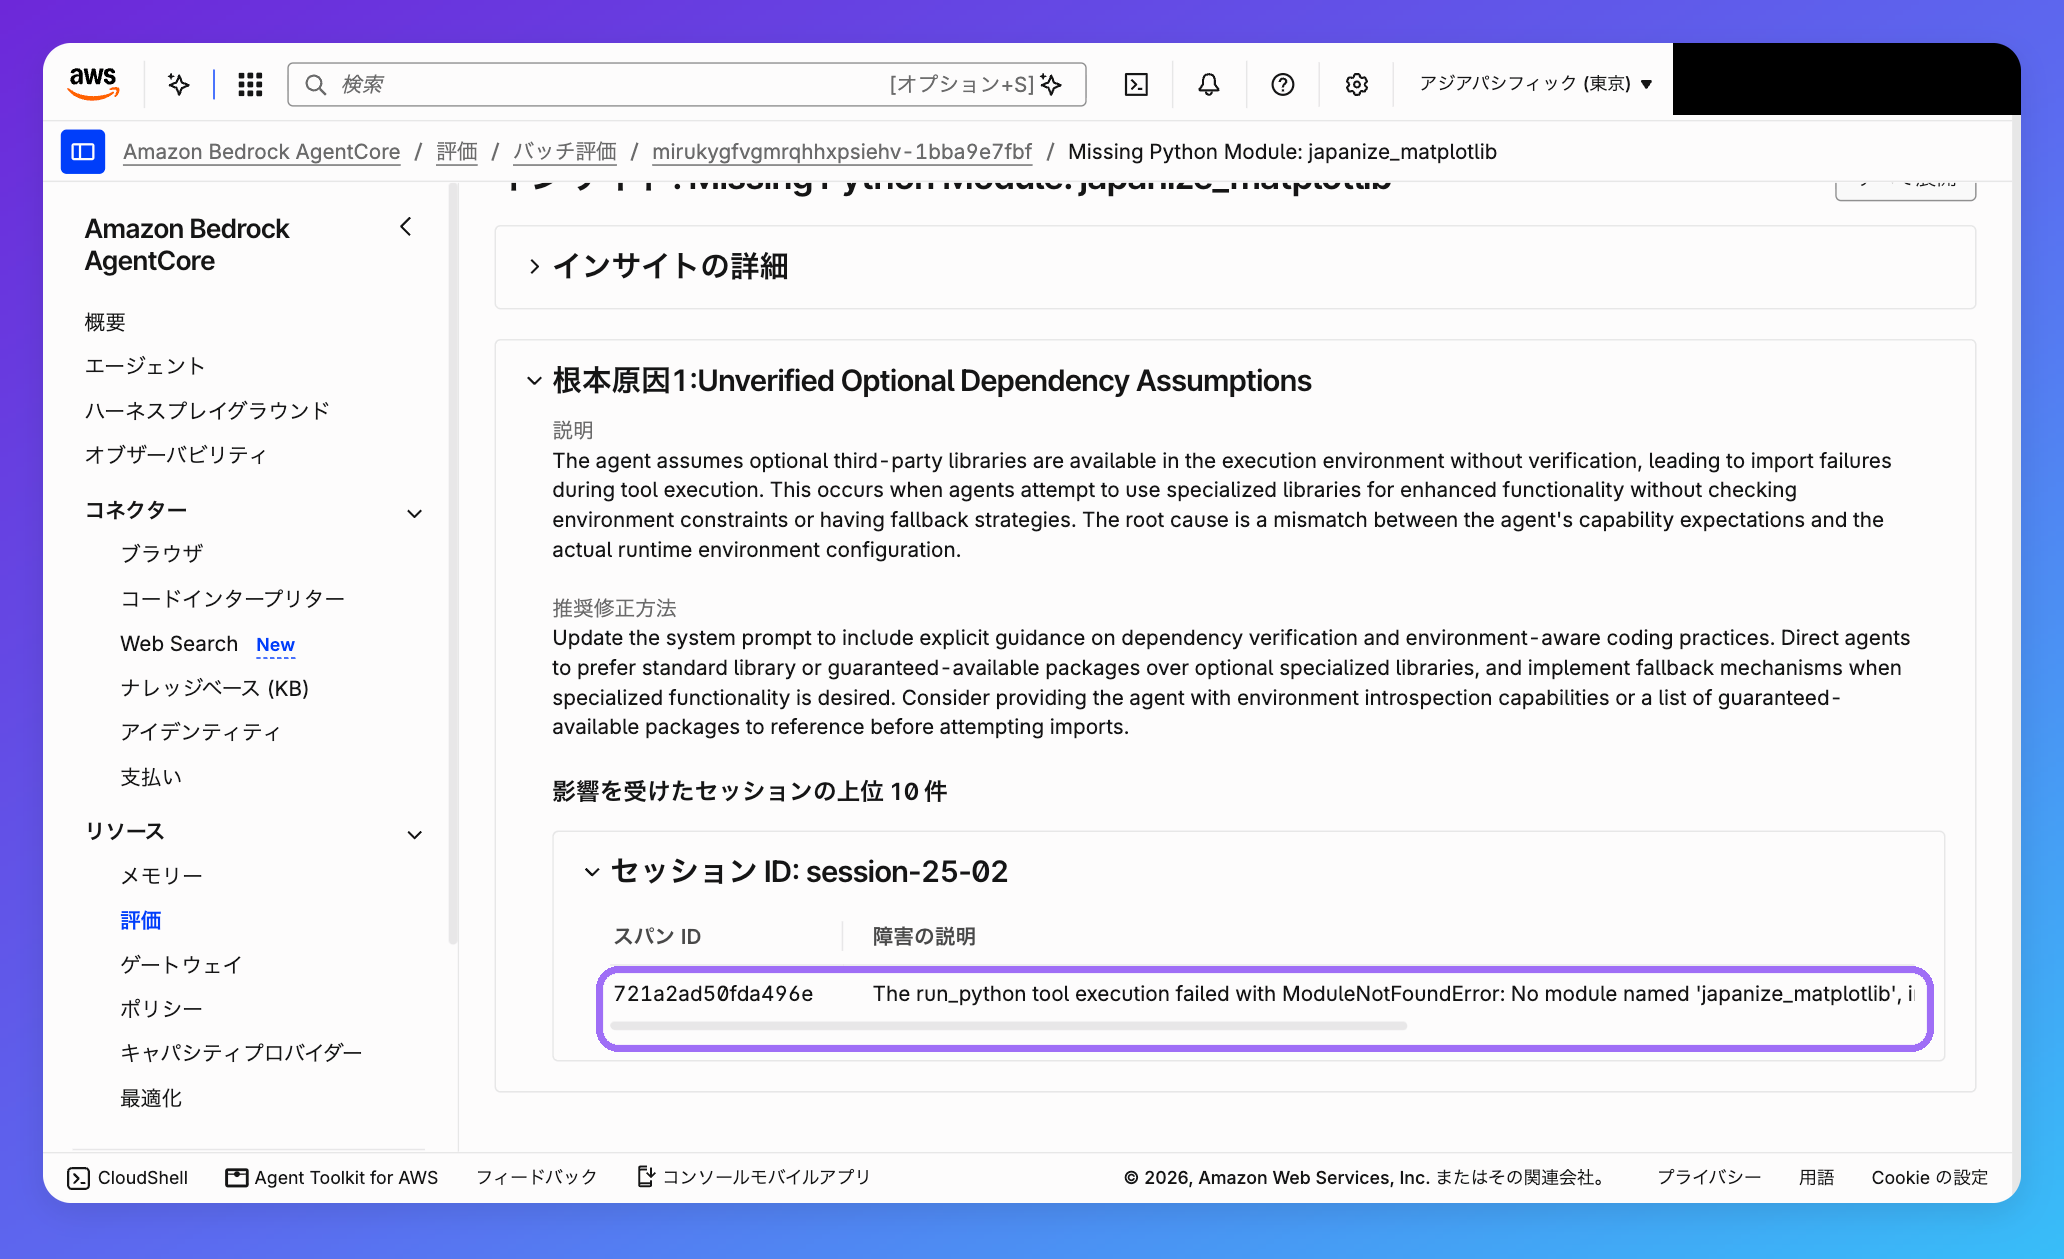 aws
検索
[オプション+S]
アジアパシフィック (東京)
Amazon Bedrock AgentCore / 評価 / バッチ評価 / mirukygfvgmrqhhxpsiehv-1bba9e7fbf / Missing Python Module: japanize_matplotlib
Amazon Bedrock
AgentCore
概要
エージェント
ハーネスプレイグラウンド
オブザーバビリティ
コネクター
ブラウザ
コードインタープリター
Web Search New
ナレッジベース (KB)
アイデンティティ
支払い
リソース
メモリー
評価
ゲートウェイ
ポリシー
キャパシティプロバイダー
最適化
インサイト: Missing Python Module: japanize_matplotlib
インサイトの詳細
根本原因1:Unverified Optional Dependency Assumptions
説明
The agent assumes optional third-party libraries are available in the execution environment without verification, leading to import failures
during tool execution. This occurs when agents attempt to use specialized libraries for enhanced functionality without checking
environment constraints or having fallback strategies. The root cause is a mismatch between the agent's capability expectations and the
actual runtime environment configuration.
推奨修正方法
Update the system prompt to include explicit guidance on dependency verification and environment-aware coding practices. Direct agents
to prefer standard library or guaranteed-available packages over optional specialized libraries, and implement fallback mechanisms when
specialized functionality is desired. Consider providing the agent with environment introspection capabilities or a list of guaranteed-
available packages to reference before attempting imports.
影響を受けたセッションの上位 10 件
セッション ID: session-25-02
スパン ID
障害の説明
721a2ad50fda496e
The run_python tool execution failed with ModuleNotFoundError: No module named 'japanize_matplotlib',
CloudShell
Agent Toolkit for AWS
フィードバック
コンソールモバイルアプリ
© 2026, Amazon Web Services, Inc. またはその関連会社。
プライバシー
用語
Cookie の設定